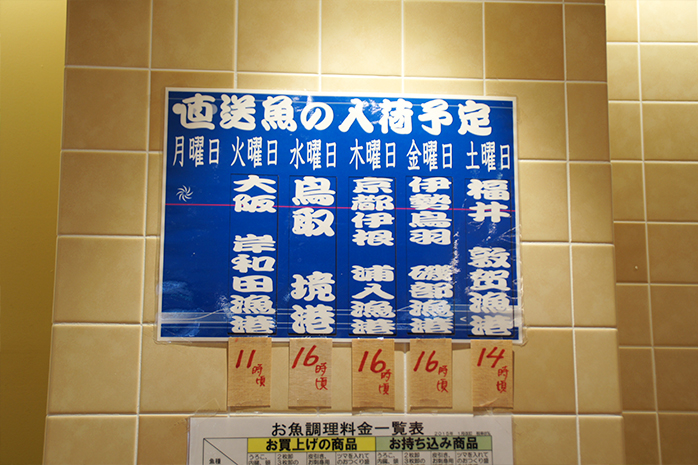 直送魚の入荷予定
月曜日 火曜日 水曜日 木曜日 金曜日 土曜日
大阪 岸和田漁港
鳥取 境港
京都伊根 浦入漁港
伊勢鳥羽 磯部漁港
福井 敦賀漁港
11時頃 16時頃 16時頃 16時頃 14時頃
お魚調理料金一覧表
お買上げの商品 お持ち込み商品
魚種